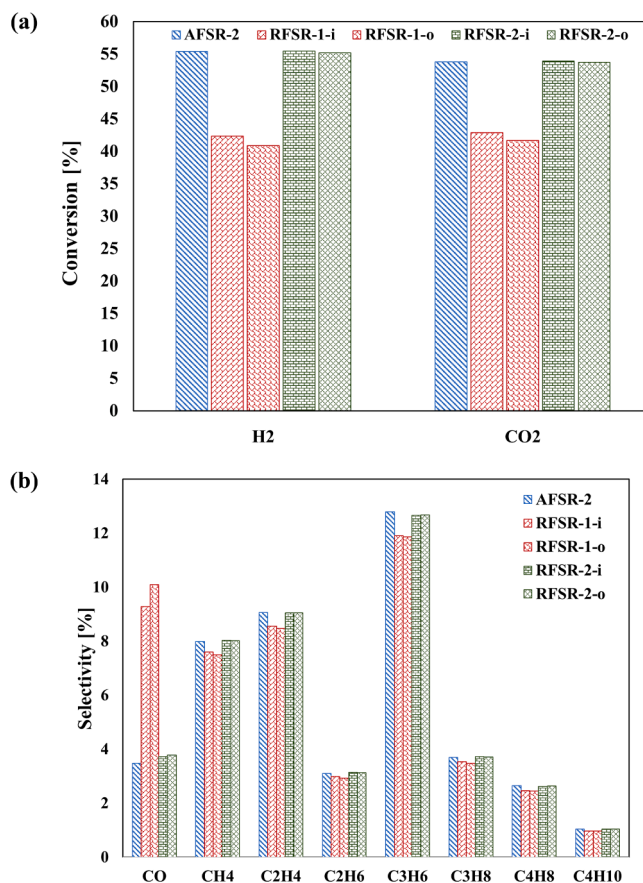 (a)
AFSR-2 RFSR-1-i RFSR-1-o RFSR-2-i RFSR-2-o
60
55
50
45
40
35
30
25
20
15
10
5
0
Conversion [%]
H2 CO2
(b)
14
12
10
8
6
4
2
0
Selectivity [%]
AFSR-2
RFSR-1-i
RFSR-1-o
RFSR-2-i
RFSR-2-o
CO CH4 C2H4 C2H6 C3H6 C3H8 C4H8 C4H10